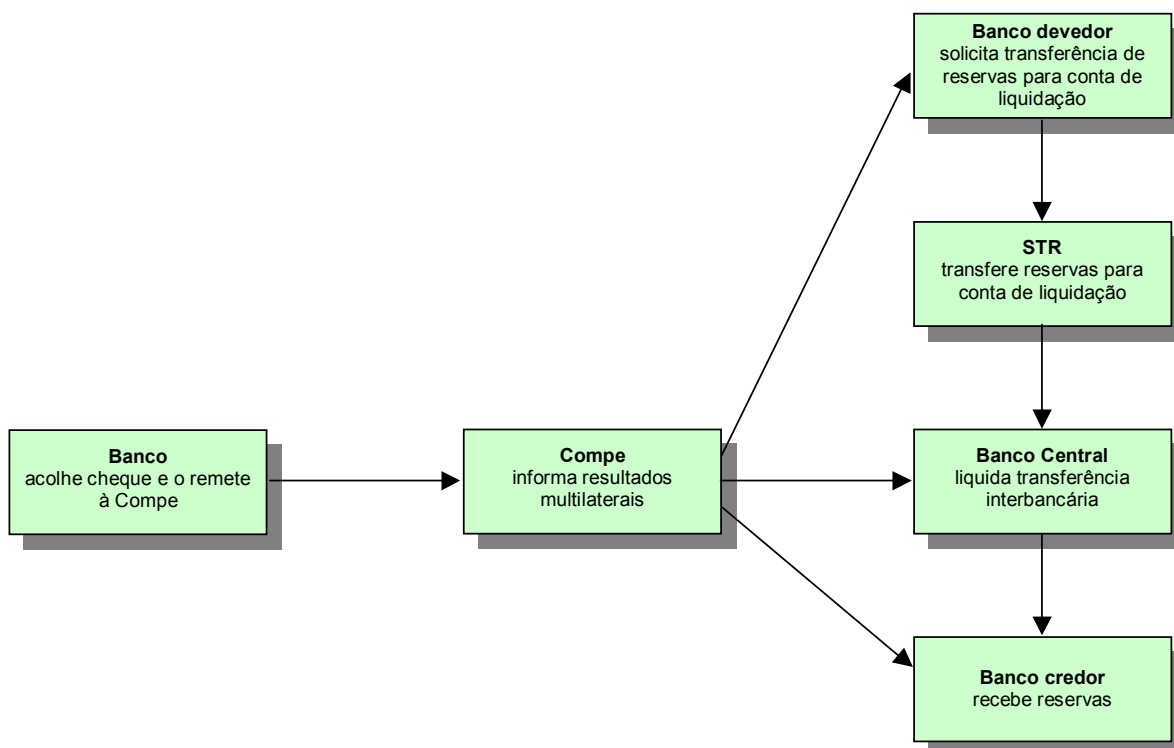 Banco devedor
solicita transferência de
reservas para conta de
liquidação
STR
transfere reservas para
conta de liquidação
Banco
acolhe cheque e o remete
à Compe
Compe
informa resultados
multilaterais
Banco Central
liquida transferência
interbancária
Banco credor
recebe reservas